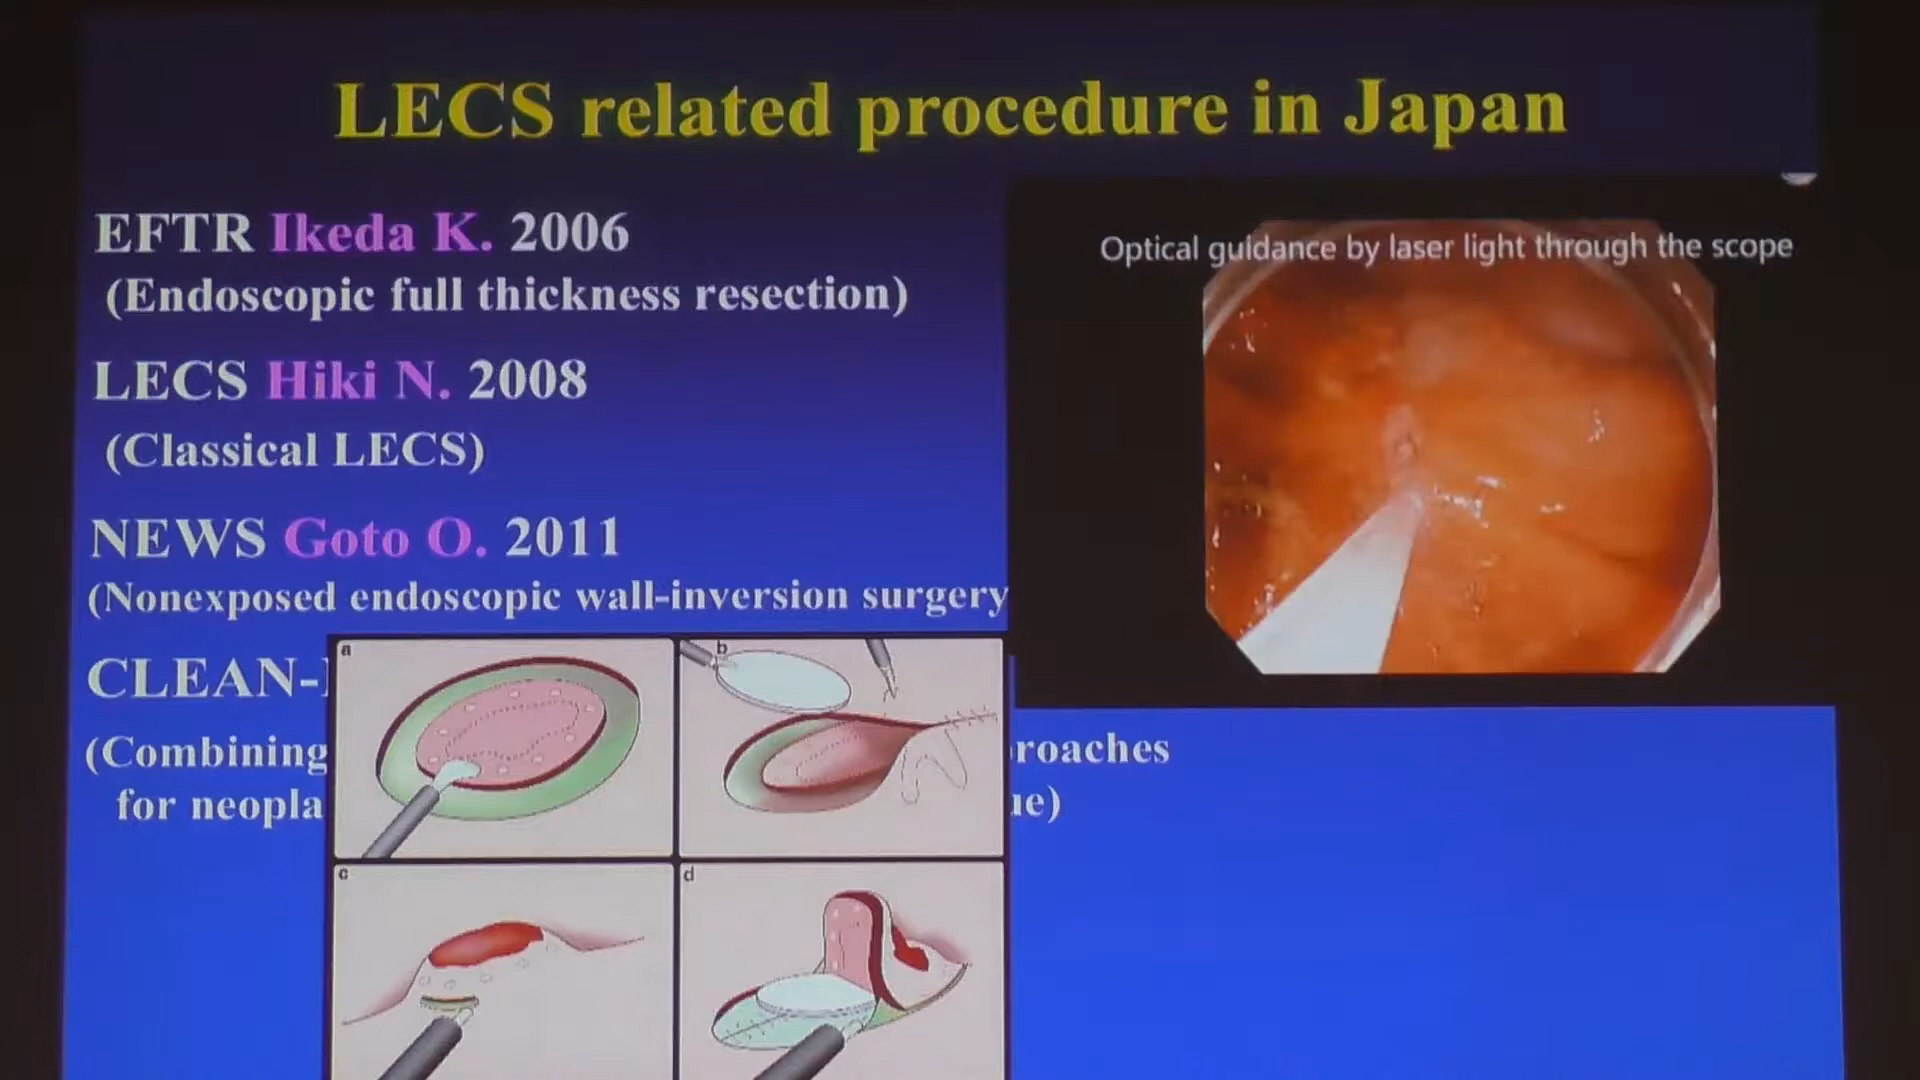 LECS related procedure in Japan
EFTR Ikeda K. 2006
(Endoscopic full thickness resection)
LECS Hiki N. 2008
(Classical LECS)
NEWS Goto O. 2011
(Nonexposed endoscopic wall-inversion surgery
CLEAN-
(Combining
roaches
for neopla
ue)
Optical guidance by laser light through the scope
a
b
c
d